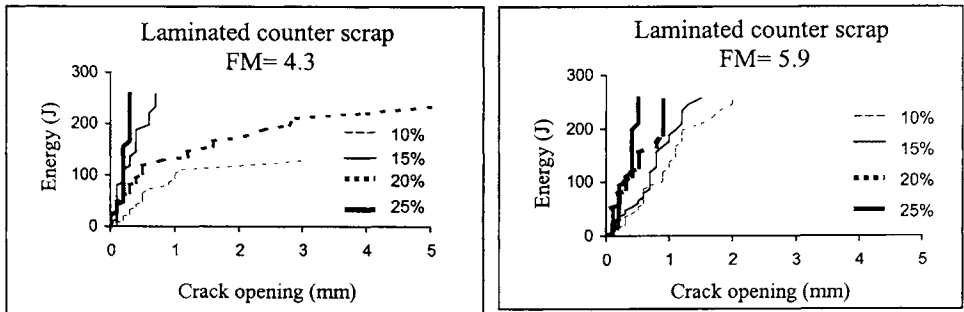 Laminated counter scrap
FM= 4.3
300
200
100
0
Energy (J)
10%
15%
20%
25%
0 1 2 3 4 5
Crack opening (mm)
Laminated counter scrap
FM= 5.9
300
200
100
0
Energy (J)
10%
15%
20%
25%
0 1 2 3 4 5
Crack opening (mm)